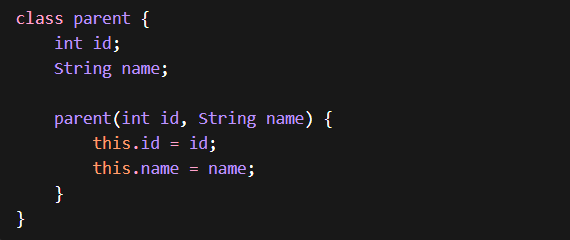 class parent {
    int id;
    String name;

    parent(int id, String name) {
        this.id = id;
        this.name = name;
    }
}